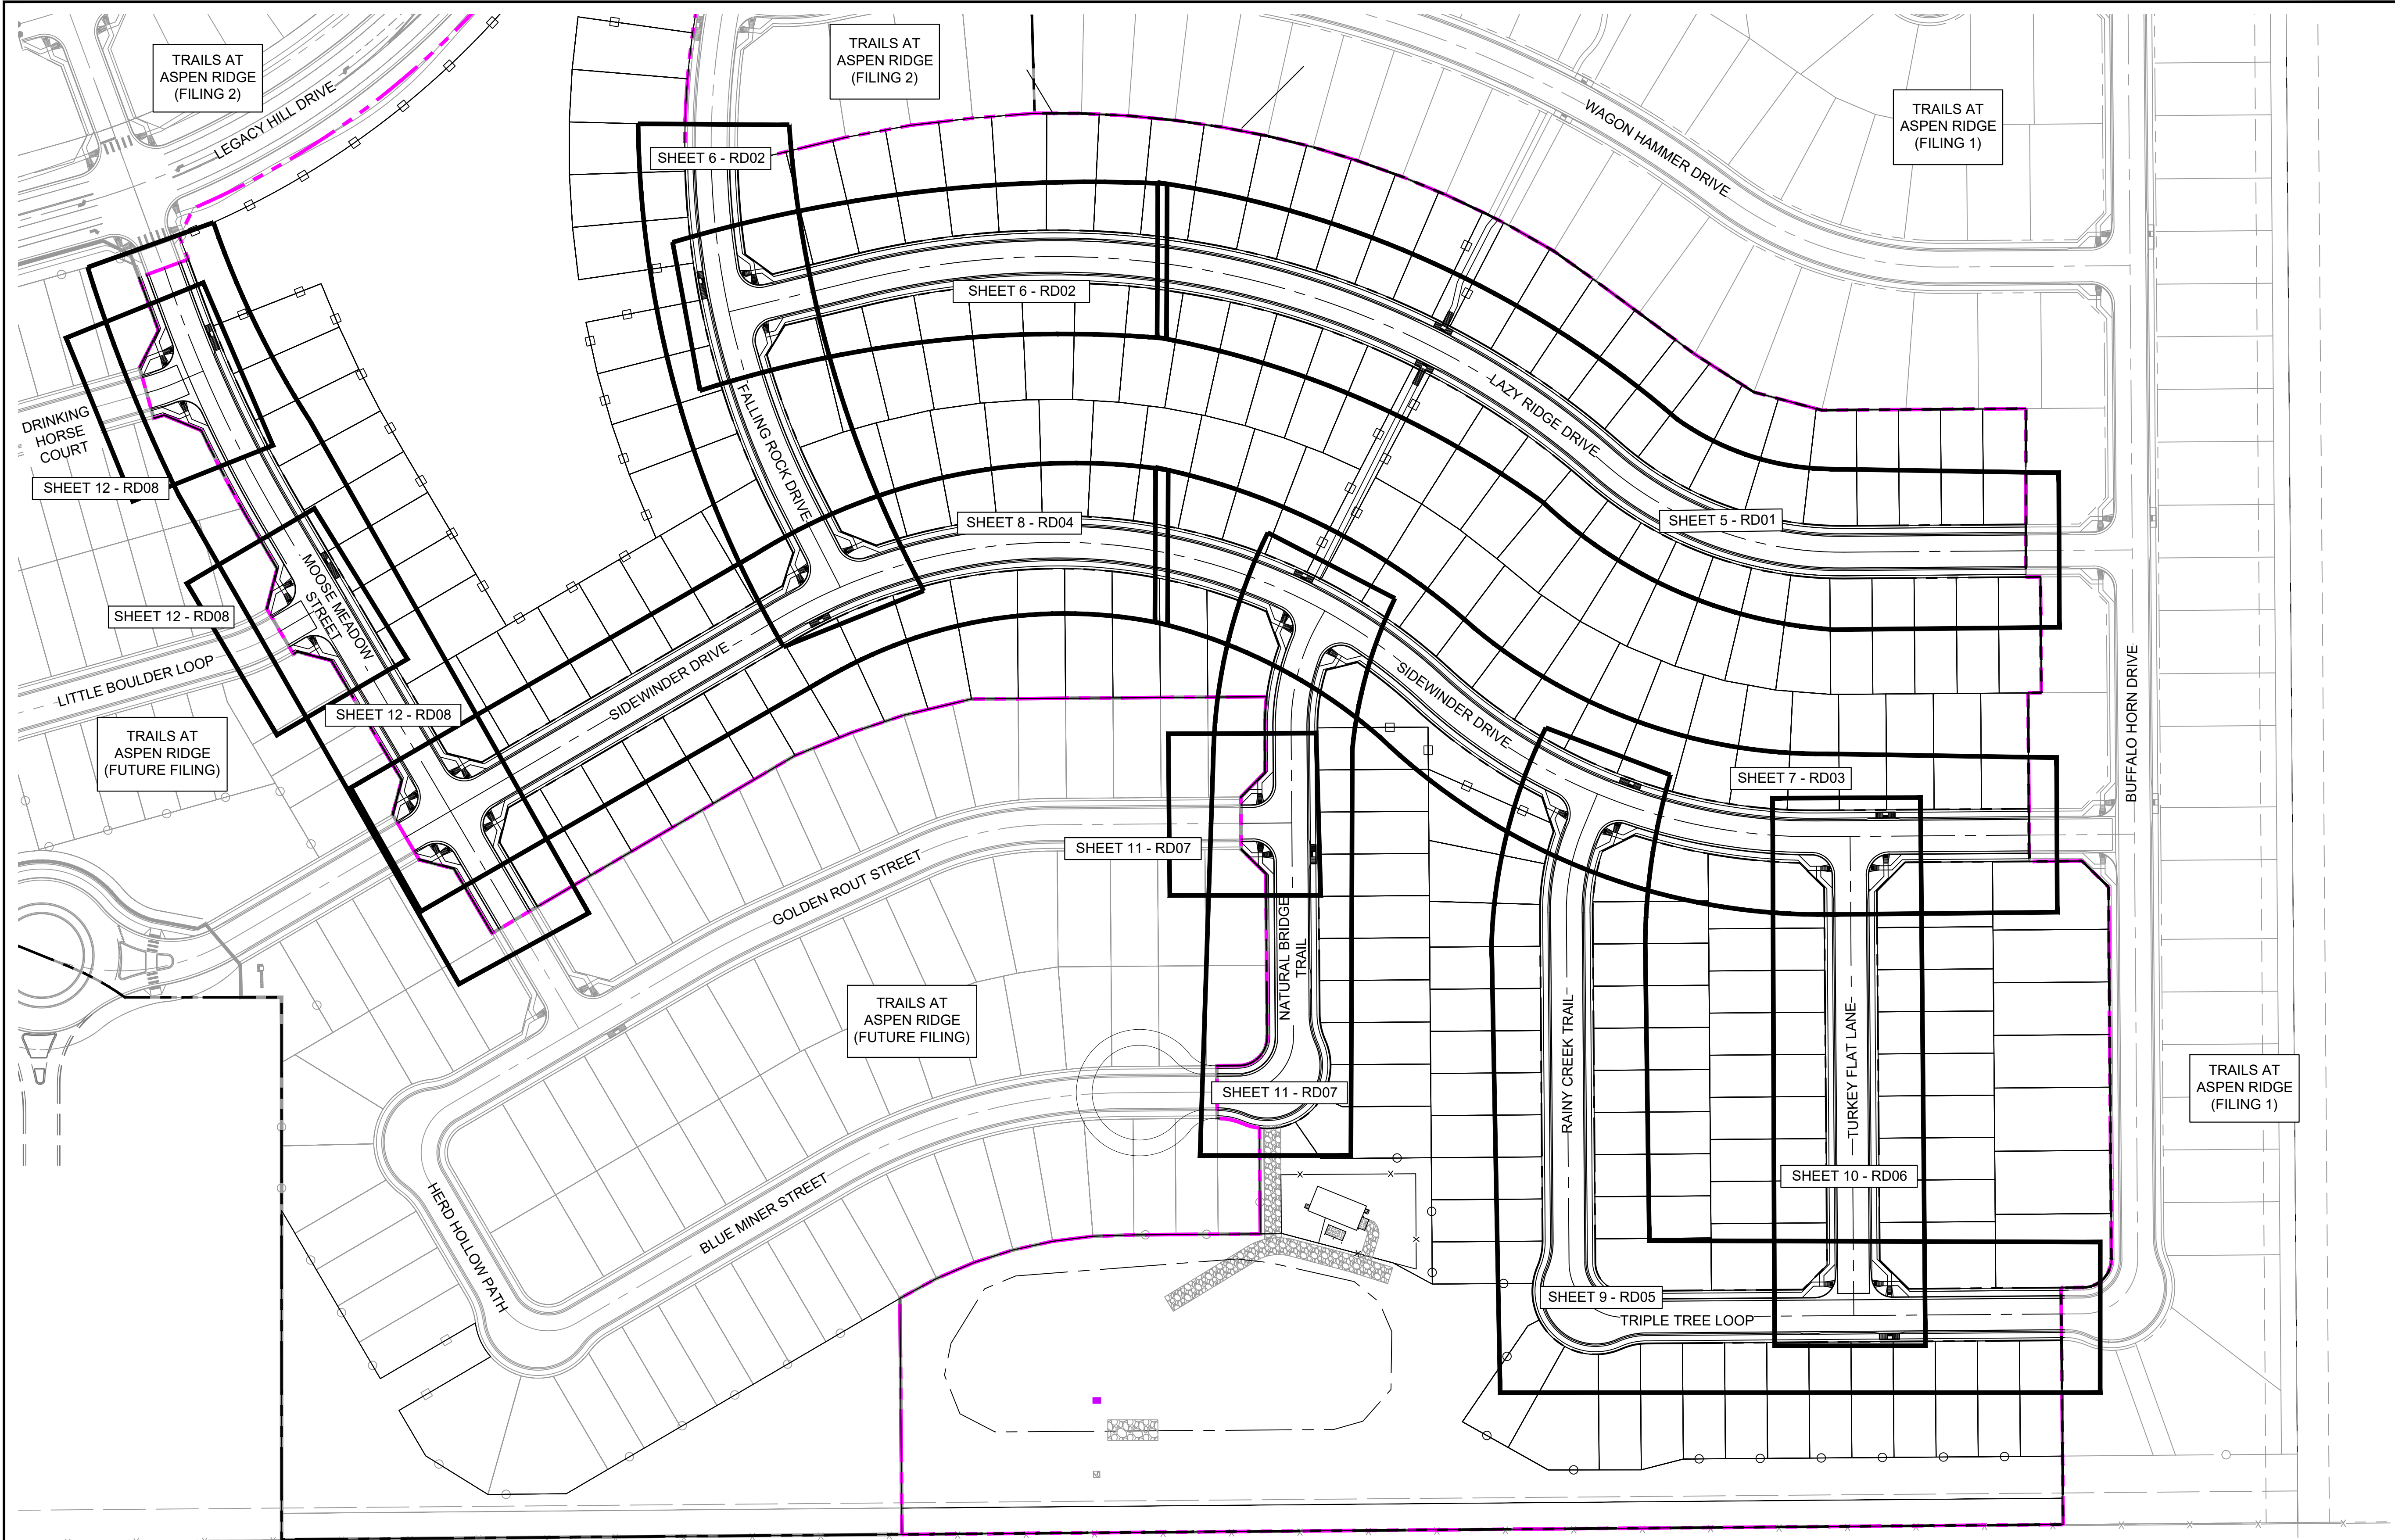 TRAILS AT
ASPEN RIDGE
(FILING 2)
LEGACY HILL DRIVE
TRAILS AT
ASPEN RIDGE
(FILING 2)
WAGON HAMMER DRIVE
TRAILS AT
ASPEN RIDGE
(FILING 1)
SHEET 6 - RD02
SHEET 6 - RD02
DRINKING
HORSE
COURT
FALLING ROCK DRIVE
LAZY RIDGE DRIVE
SHEET 12 - RD08
SHEET 8 - RD04
SHEET 5 - RD01
MOOSE MEADOW
STREET
SHEET 12 - RD08
LITTLE BOULDER LOOP
SIDEWINDER DRIVE
SIDEWINDER DRIVE
BUFFALO HORN DRIVE
SHEET 12 - RD08
TRAILS AT
ASPEN RIDGE
(FUTURE FILING)
SHEET 7 - RD03
SHEET 11 - RD07
GOLDEN ROUT STREET
NATURAL BRIDGE
TRAIL
TRAILS AT
ASPEN RIDGE
(FUTURE FILING)
RAINY CREEK TRAIL
TURKEY FLAT LANE
TRAILS AT
ASPEN RIDGE
(FILING 1)
SHEET 11 - RD07
SHEET 10 - RD06
HERD HOLLOW PATH
BLUE MINER STREET
SHEET 9 - RD05
TRIPLE TREE LOOP